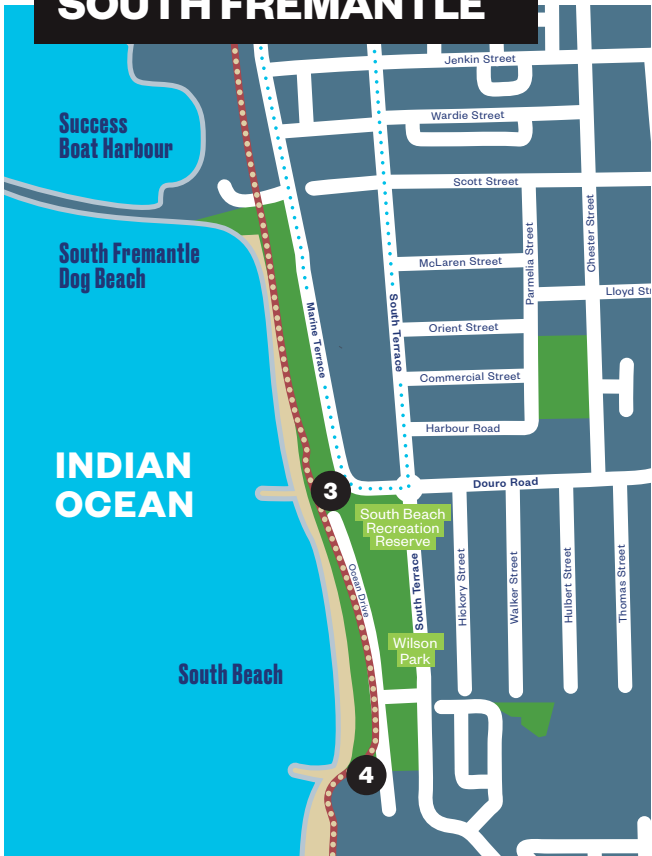 SOUTH FREMANTLE
Jenkin Street
Success
Boat Harbour
Wardie Street
Scott Street
Chester Street
Parmelia Street
South Fremantle
Dog Beach
McLaren Street
Lloyd Str
Marine Terrace
South Terrace
Orient Street
Commercial Street
Harbour Road
INDIAN
OCEAN
3
Douro Road
South Beach
Recreation
Reserve
Ocean Drive
South Terrace
Hickory Street
Walker Street
Hulbert Street
Thomas Street
Wilson
Park
South Beach
4